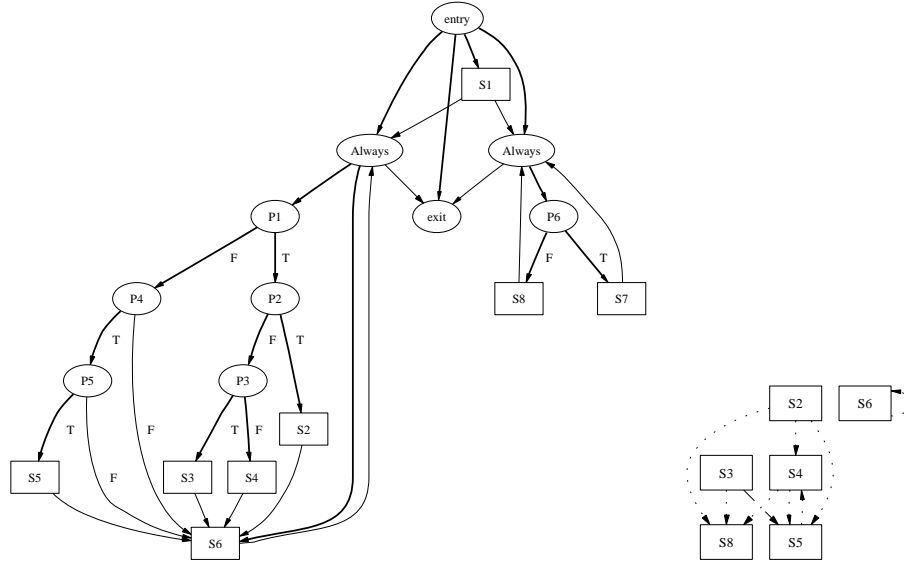 entry
S1
Always
Always
P1
exit
P6
F
T
F
T
P4
P2
S8
S7
T
F
T
P5
P3
S2
S6
T
F
T
F
F
S2
S5
S3
S4
S3
S4
S6
S8
S5